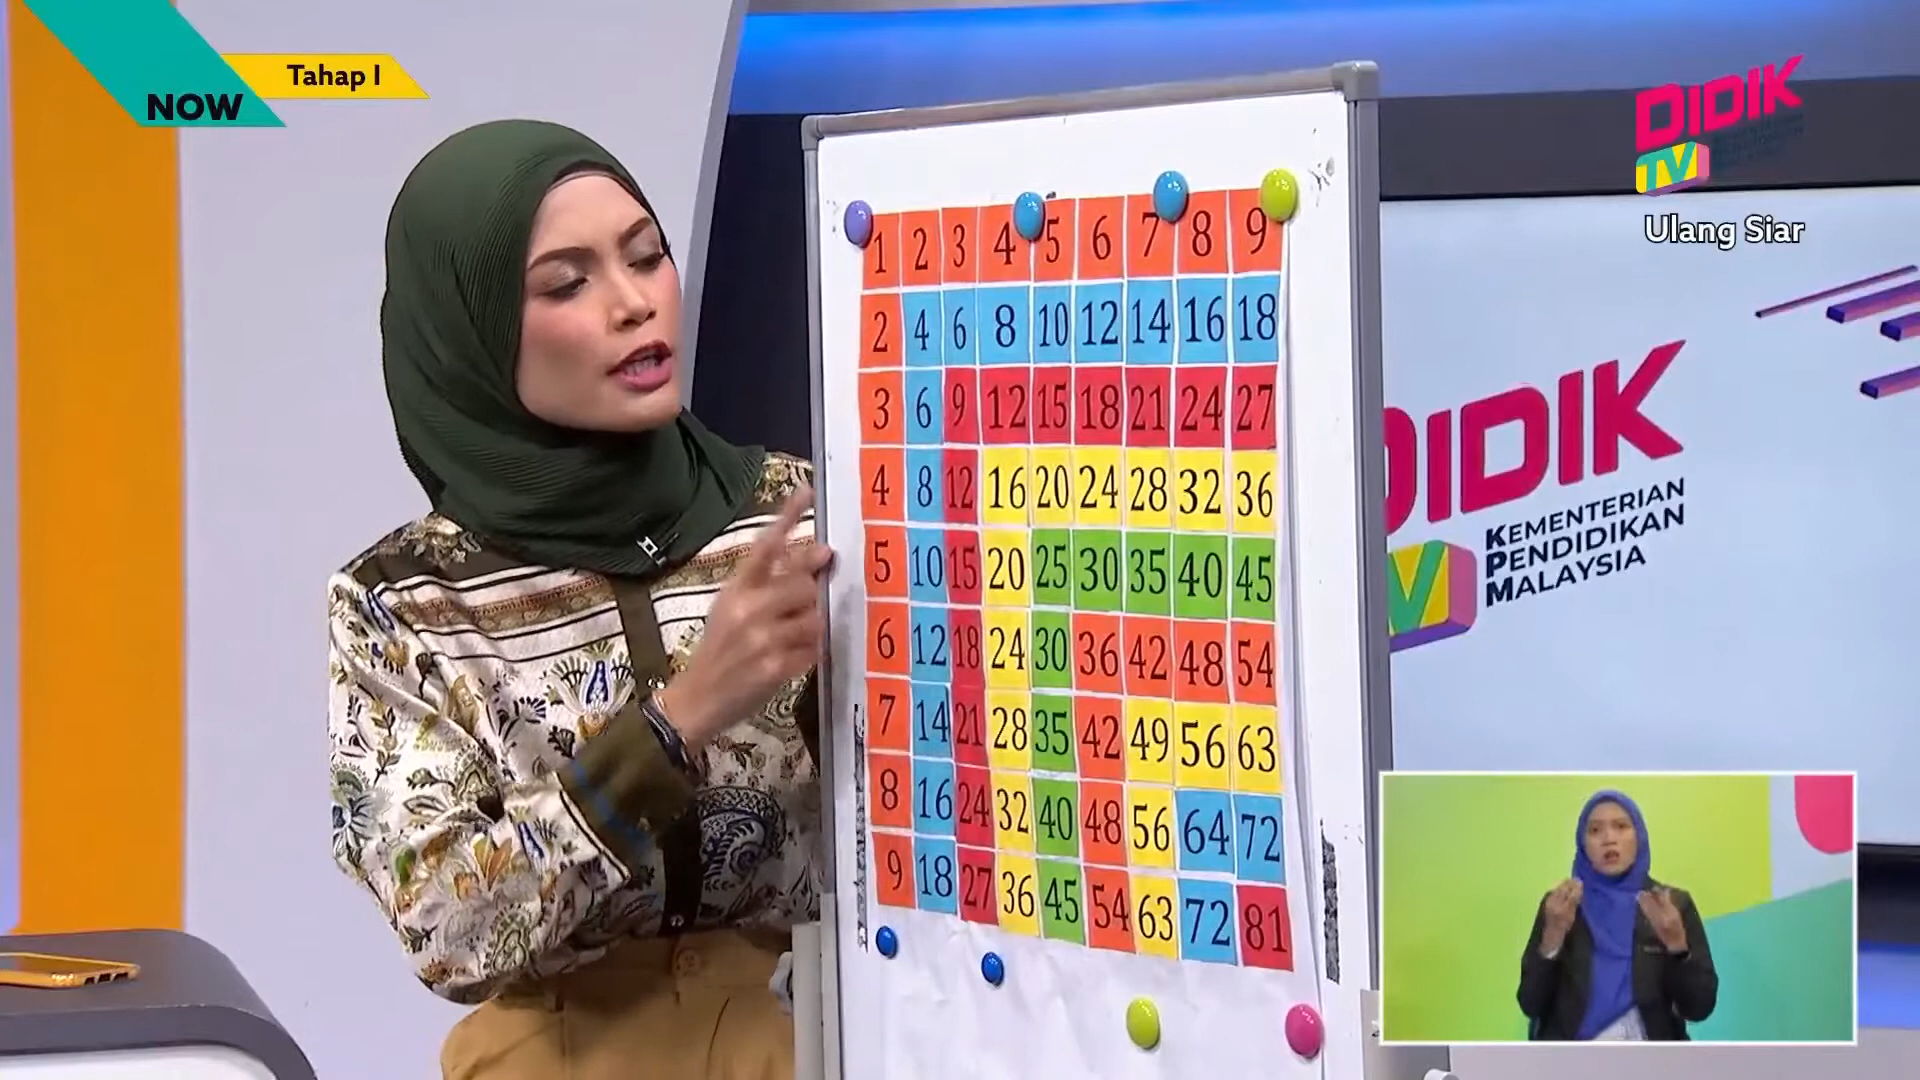 NOW
Tahap 1
DIDIK
TV
Ulang Siar
1 2 3 4 5 6 7 8 9
2 4 6 8 10 12 14 16 18
3 6 9 12 15 18 21 24 27
4 8 12 16 20 24 28 32 36
5 10 15 20 25 30 35 40 45
6 12 18 24 30 36 42 48 54
7 14 21 28 35 42 49 56 63
8 16 24 32 40 48 56 64 72
9 18 27 36 45 54 63 72 81
DIDIK
V
KEMENTERIAN
PENDIDIKAN
MALAYSIA